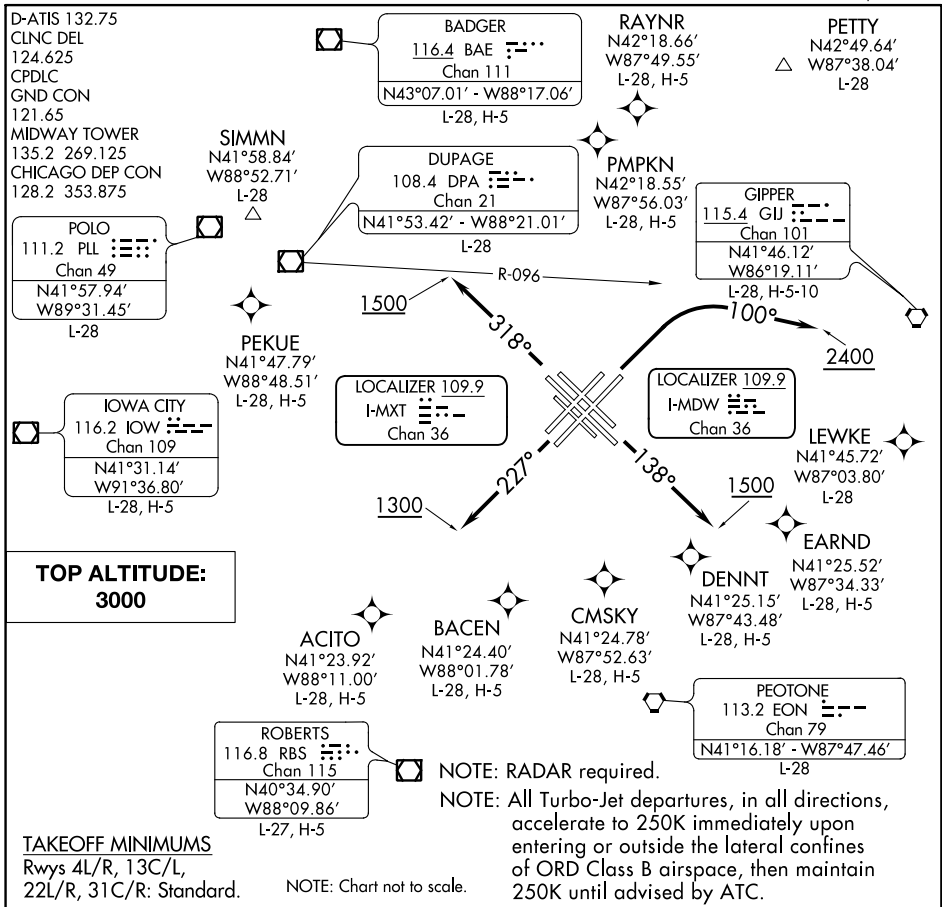 D-ATIS 132.75
CLNC DEL
124.625
CPDLC
GND CON
121.65
MIDWAY TOWER
135.2 269.125
CHICAGO DEP CON
128.2 353.875
BADGER
116.4 BAE
Chan 111
N43°07.01' - W88°17.06'
L-28, H-5
RAYNR
N42°18.66'
W87°49.55'
L-28, H-5
PETTY
N42°49.64'
W87°38.04'
L-28
SIMMN
N41°58.84'
W88°52.71'
L-28
DUPAGE
108.4 DPA
Chan 21
N41°53.42' - W88°21.01'
L-28
PMPKN
N42°18.55'
W87°56.03'
L-28, H-5
GIPPER
115.4 GIJ
Chan 101
N41°46.12'
W86°19.11'
L-28, H-5-10
POLO
111.2 PLL
Chan 49
N41°57.94'
W89°31.45'
L-28
R-096
1500
318°
100°
2400
PEKUE
N41°47.79'
W88°48.51'
L-28, H-5
LOCALIZER 109.9
I-MXT
Chan 36
LOCALIZER 109.9
I-MDW
Chan 36
IOWA CITY
116.2 IOW
Chan 109
N41°31.14'
W91°36.80'
L-28, H-5
LEWKE
N41°45.72'
W87°03.80'
L-28
227°
138°
1300
1500
EARND
N41°25.52'
W87°34.33'
L-28, H-5
TOP ALTITUDE:
3000
DENNT
N41°25.15'
W87°43.48'
L-28, H-5
CMSKY
N41°24.78'
W87°52.63'
L-28, H-5
BACEN
N41°24.40'
W88°01.78'
L-28, H-5
ACITO
N41°23.92'
W88°11.00'
L-28, H-5
PEOTONE
113.2 EON
Chan 79
N41°16.18' - W87°47.46'
L-28
ROBERTS
116.8 RBS
Chan 115
N40°34.90'
W88°09.86'
L-27, H-5
NOTE: RADAR required.
NOTE: All Turbo-Jet departures, in all directions,
accelerate to 250K immediately upon
entering or outside the lateral confines
of ORD Class B airspace, then maintain
250K until advised by ATC.
TAKEOFF MINIMUMS
Rwys 4L/R, 13C/L,
22L/R, 31C/R: Standard.
NOTE: Chart not to scale.